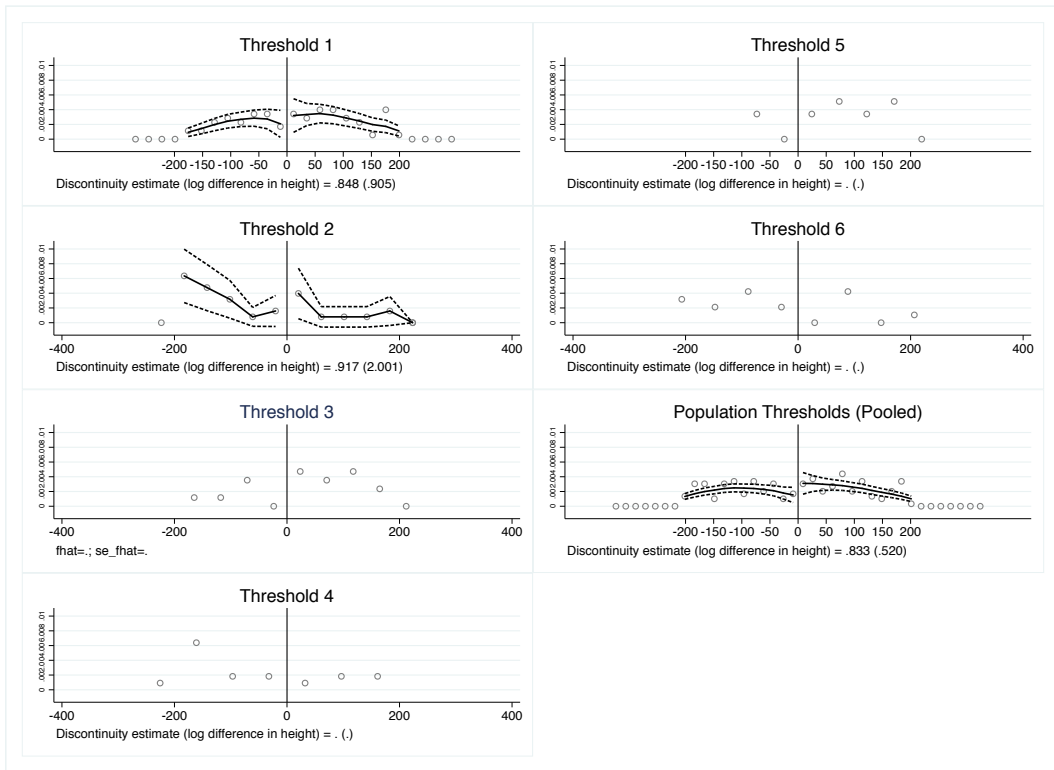 Threshold 1
0 .002.004.006.008 .01
-200 -150 -100 -50 0 50 100 150 200
Discontinuity estimate (log difference in height) = .848 (.905)
Threshold 2
0 .002.004.006.008 .01
-400 -200 0 200 400
Discontinuity estimate (log difference in height) = .917 (2.001)
Threshold 3
0 .002.004.006.008 .01
-400 -200 0 200 400
fhat=.; se_fhat=.
Threshold 4
0 .002.004.006.008 .01
-400 -200 0 200 400
Discontinuity estimate (log difference in height) = . (.)
Threshold 5
0 .002.004.006.008 .01
-200 -150 -100 -50 0 50 100 150 200
Discontinuity estimate (log difference in height) = . (.)
Threshold 6
0 .002.004.006.008 .01
-400 -200 0 200 400
Discontinuity estimate (log difference in height) = . (.)
Population Thresholds (Pooled)
0 .002.004.006.008 .01
-200 -150 -100 -50 0 50 100 150 200
Discontinuity estimate (log difference in height) = .833 (.520)